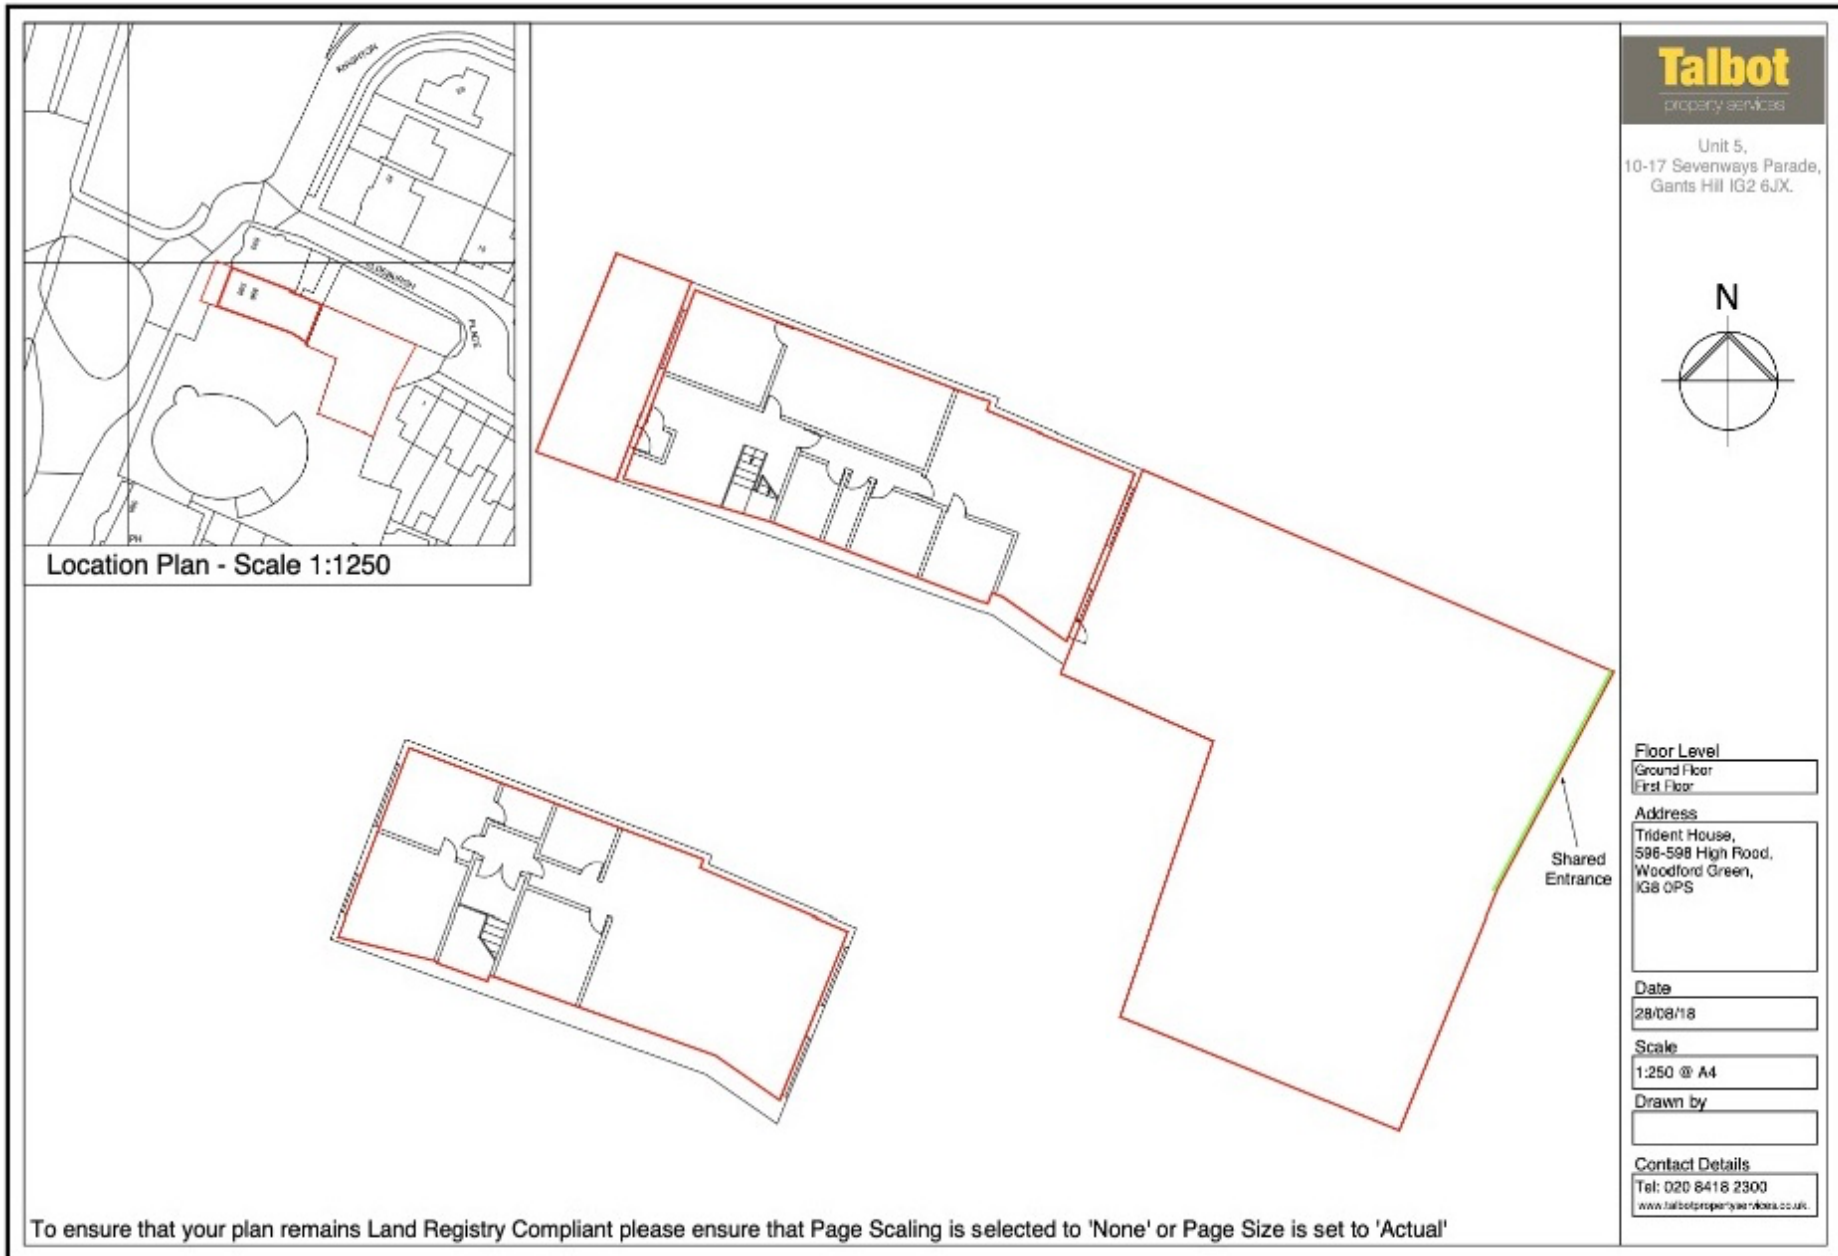 KNIGHTON
PLACE
PH
Location Plan - Scale 1:1250
Talbot
property services
Unit 5,
10-17 Sevenways Parade,
Gants Hill IG2 6JX.
N
Shared
Entrance
Floor Level
Ground Floor
First Floor
Address
Trident House,
596-598 High Road,
Woodford Green,
IG8 0PS
Date
28/08/18
Scale
1:250 @ A4
Drawn by
Contact Details
Tel: 020 8418 2300
www.talbotpropertyservices.co.uk
To ensure that your plan remains Land Registry Compliant please ensure that Page Scaling is selected to 'None' or Page Size is set to 'Actual'